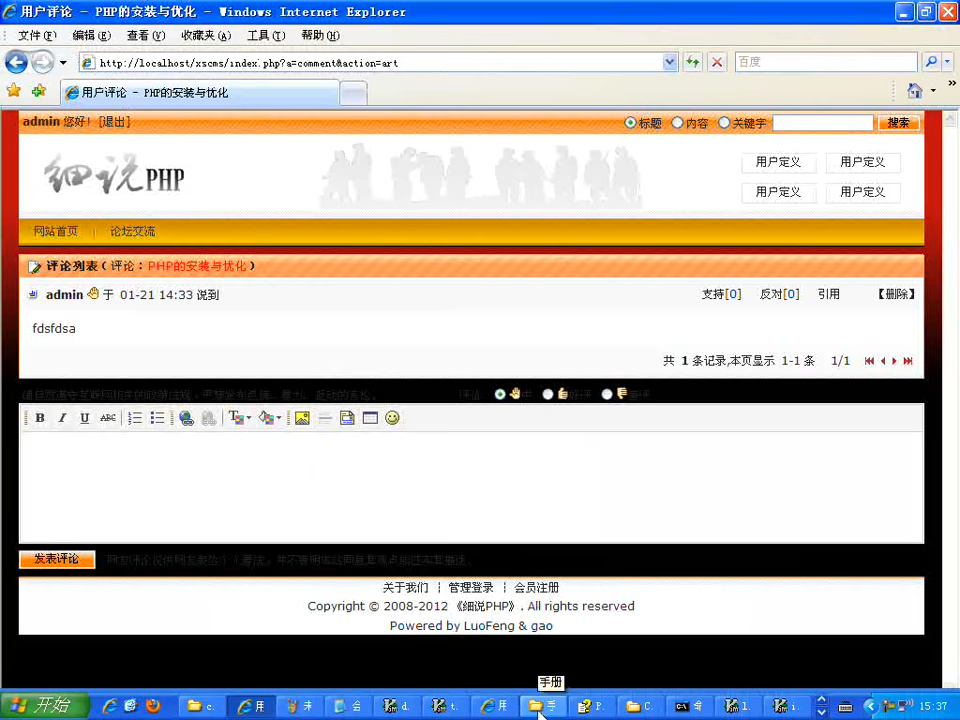 用户评论 - PHP的安装与优化 - Windows Internet Explorer
文件(F) 编辑(E) 查看(V) 收藏夹(A) 工具(T) 帮助(H)
http://localhost/xscms/index.php?a=comment&action=art
百度
用户评论 - PHP的安装与优化
admin 您好! [退出]
标题 内容 关键字 搜索
细说PHP
用户定义 用户定义
用户定义 用户定义
网站首页 | 论坛交流
评论列表 ( 评论：PHP的安装与优化 )
admin 于 01-21 14:33 说到 支持[0] 反对[0] 引用 【删除】
fdsfdsa
共 1 条记录,本页显示 1-1 条 1/1
B I U ABC
发表评论
关于我们 ¦ 管理登录 ¦ 会员注册
Copyright © 2008-2012 《细说PHP》. All rights reserved
Powered by LuoFeng & gao
手册
开始 15:37